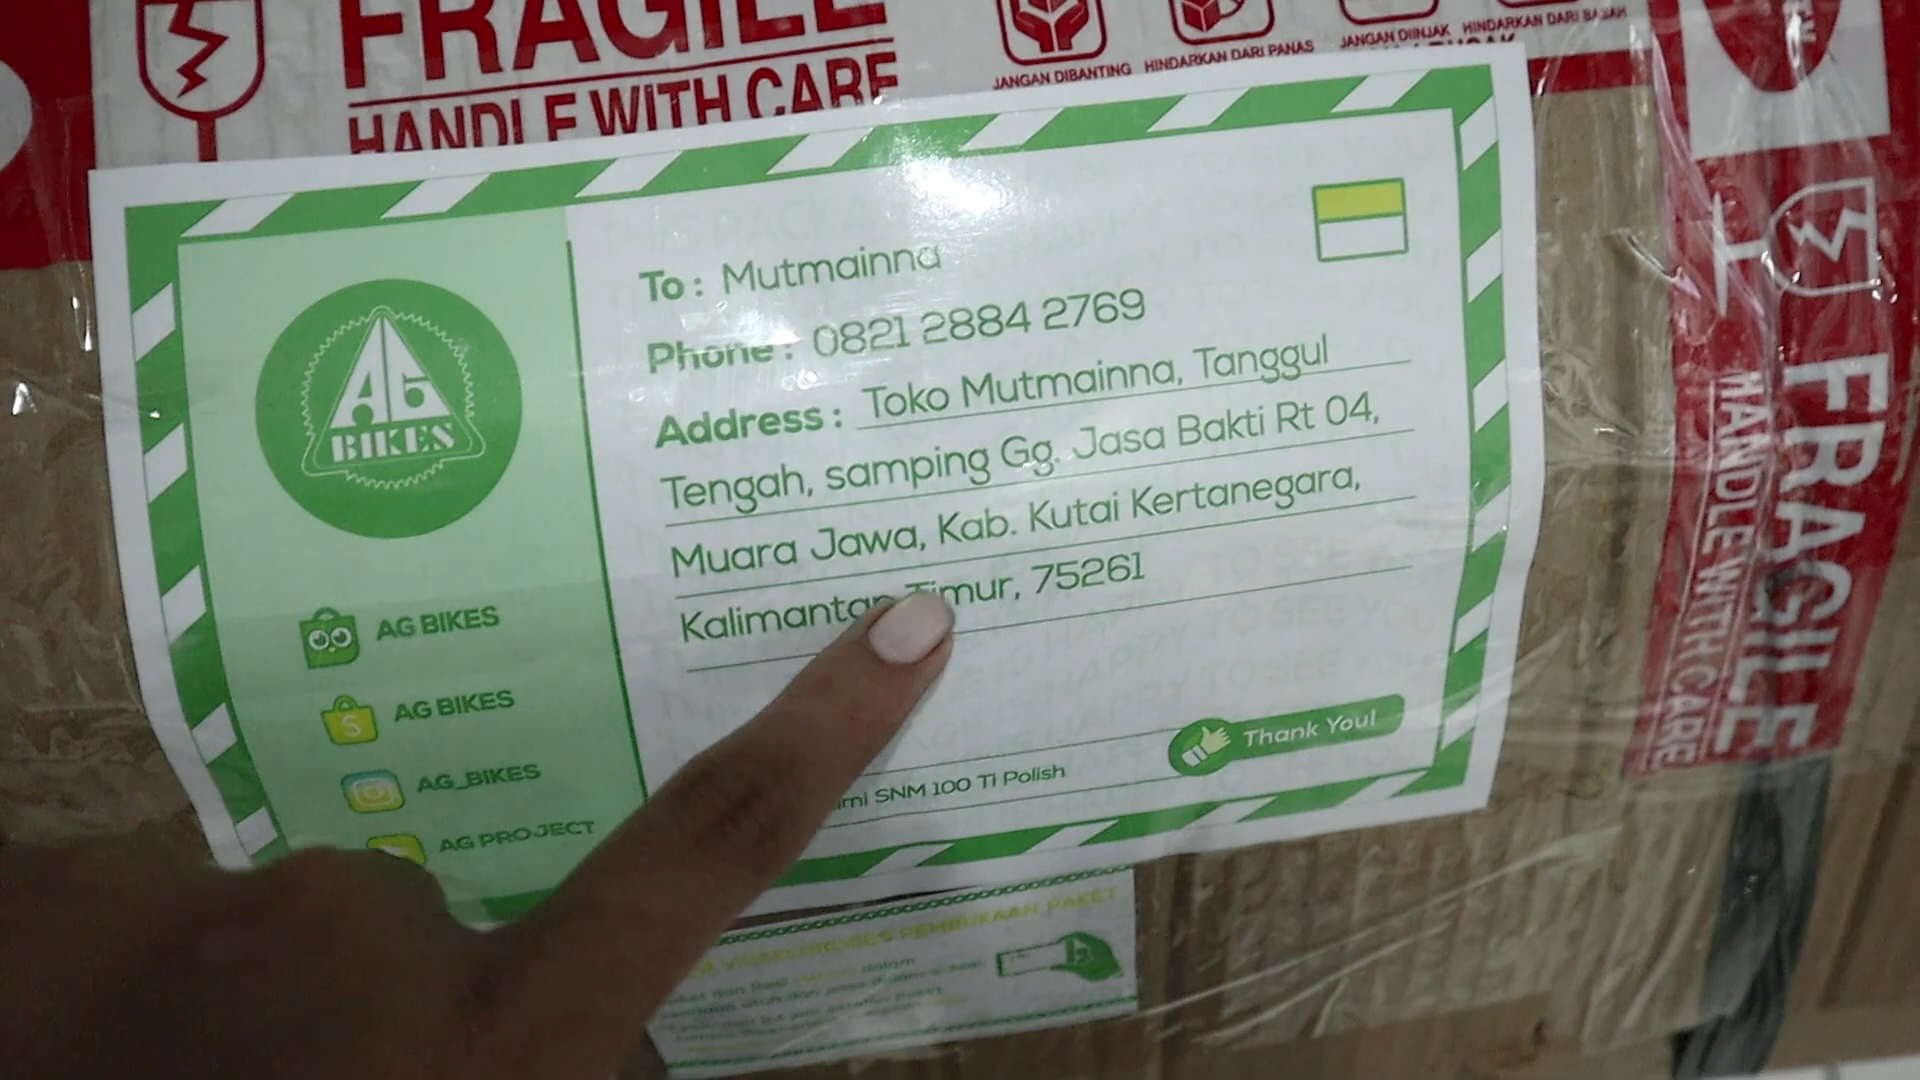 FRAGILE
HANDLE WITH CARE
JANGAN DIBANTING
HINDARKAN DARI PANAS
JANGAN DIINJAK
HINDARKAN DARI BASAH
To : Mutmainna
Phone : 0821 2884 2769
Address : Toko Mutmainna, Tanggul
Tengah, samping Gg. Jasa Bakti Rt 04,
Muara Jawa, Kab. Kutai Kertanegara,
Kalimantan Timur, 75261
SNM 100 Ti Polish
Thank You!
AG
BIKES
AG BIKES
AG BIKES
AG_BIKES
AG PROJECT
PEMBUKAAN PAKET
FRAGILE
HANDLE WITH CARE